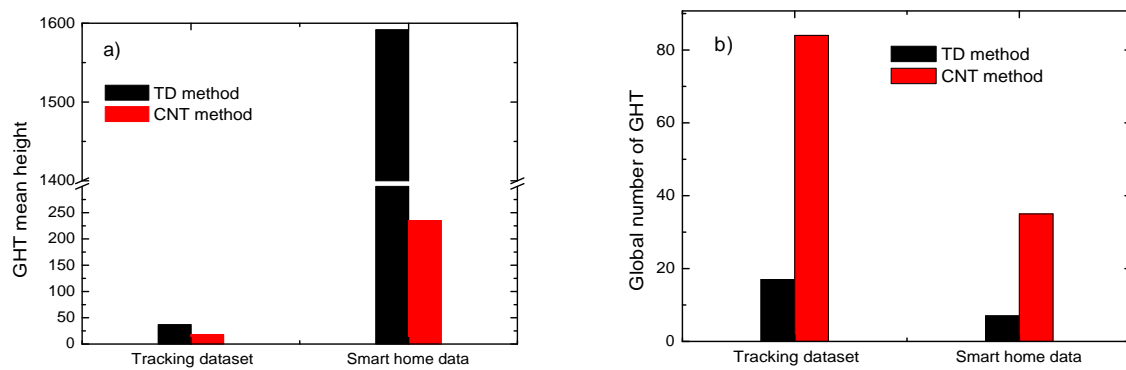 a)
TD method
CNT method
GHT mean height
1600
1500
1400
250
200
150
100
50
0
Tracking dataset
Smart home data
b)
TD method
CNT method
Global number of GHT
80
60
40
20
0
Tracking dataset
Smart home data